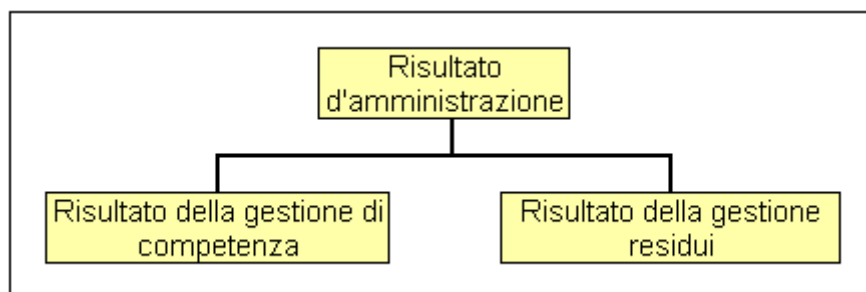 Risultato
d'amministrazione
Risultato della gestione di
competenza
Risultato della gestione
residui